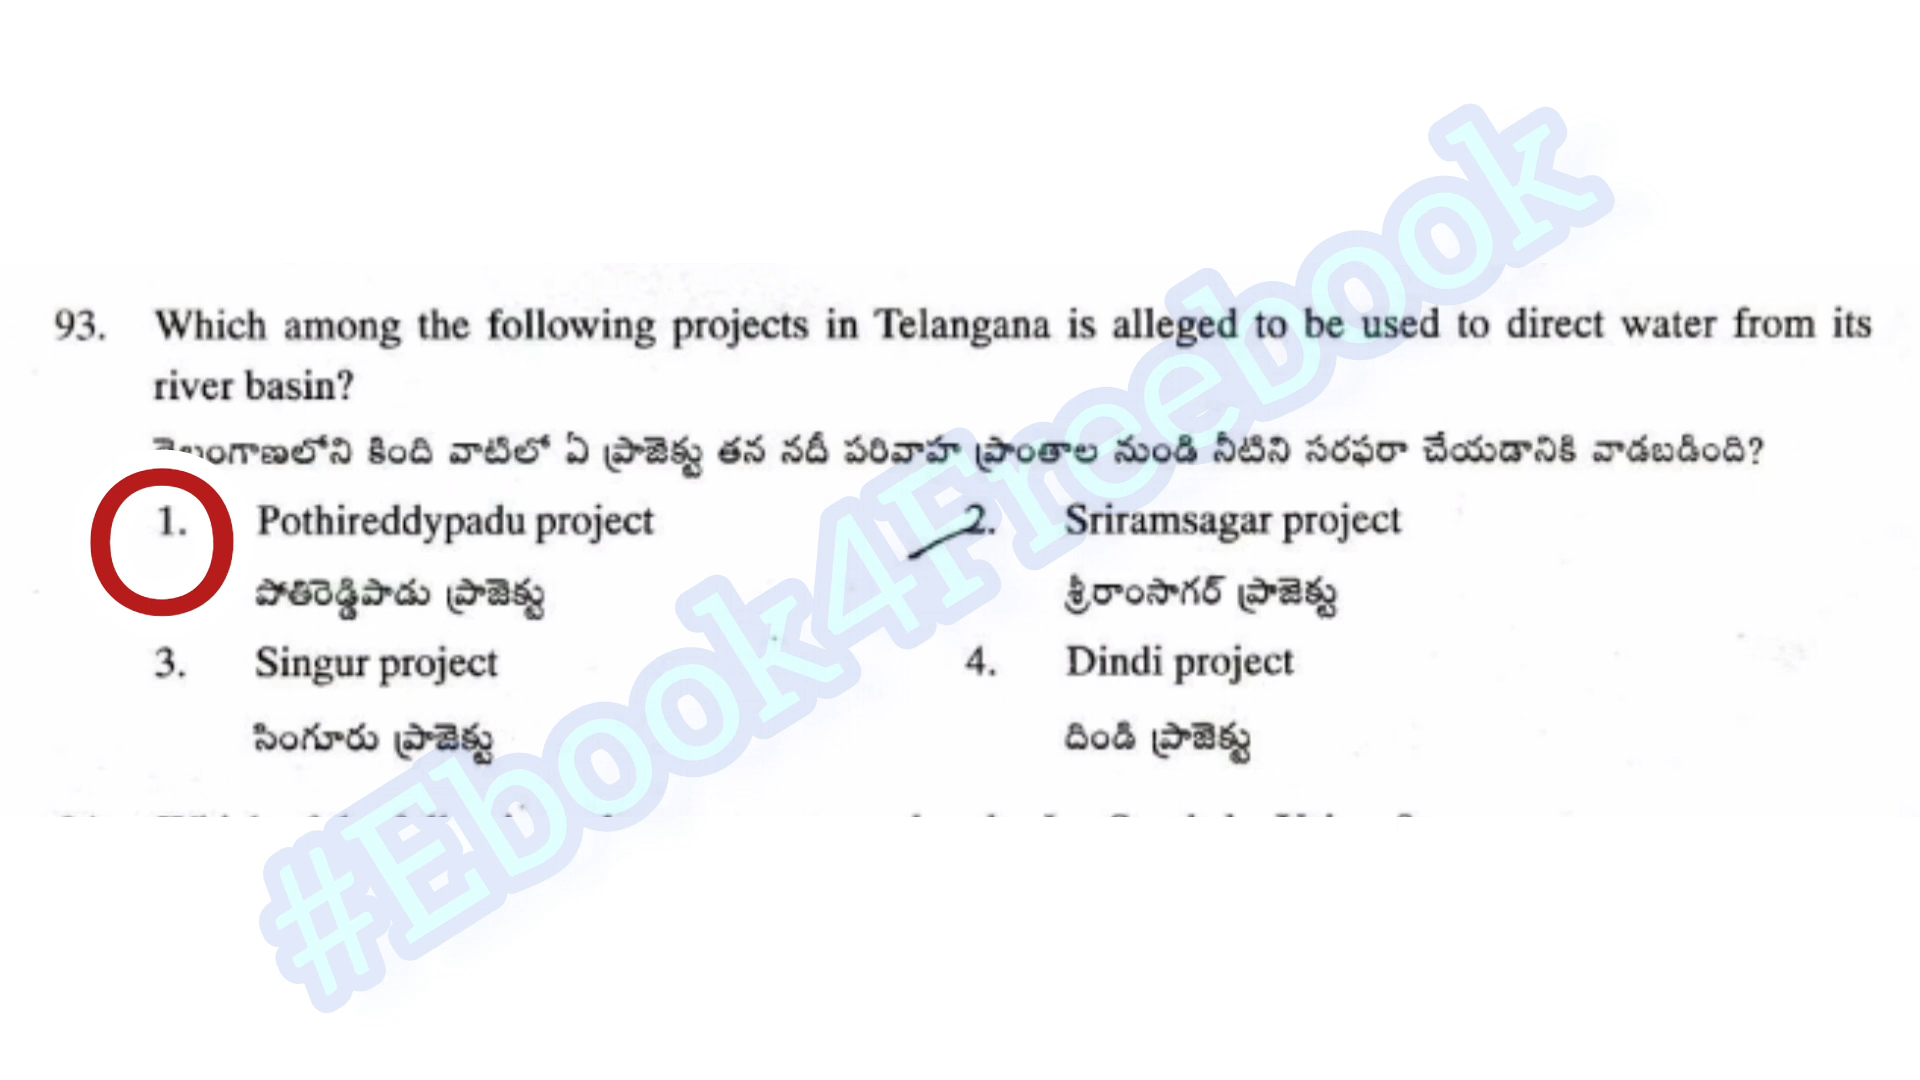 93. Which among the following projects in Telangana is alleged to be used to direct water from its
river basin?
తెలంగాణలోని కింది వాటిలో ఏ ప్రాజెక్టు తన నదీ పరివాహ ప్రాంతాల నుండి నీటిని సరఫరా చేయడానికి వాడబడింది?
1. Pothireddypadu project 2. Sriramsagar project
పోతిరెడ్డిపాడు ప్రాజెక్టు శ్రీరాంసాగర్ ప్రాజెక్టు
3. Singur project 4. Dindi project
సింగూరు ప్రాజెక్టు దిండి ప్రాజెక్టు
#Ebook4Freebook